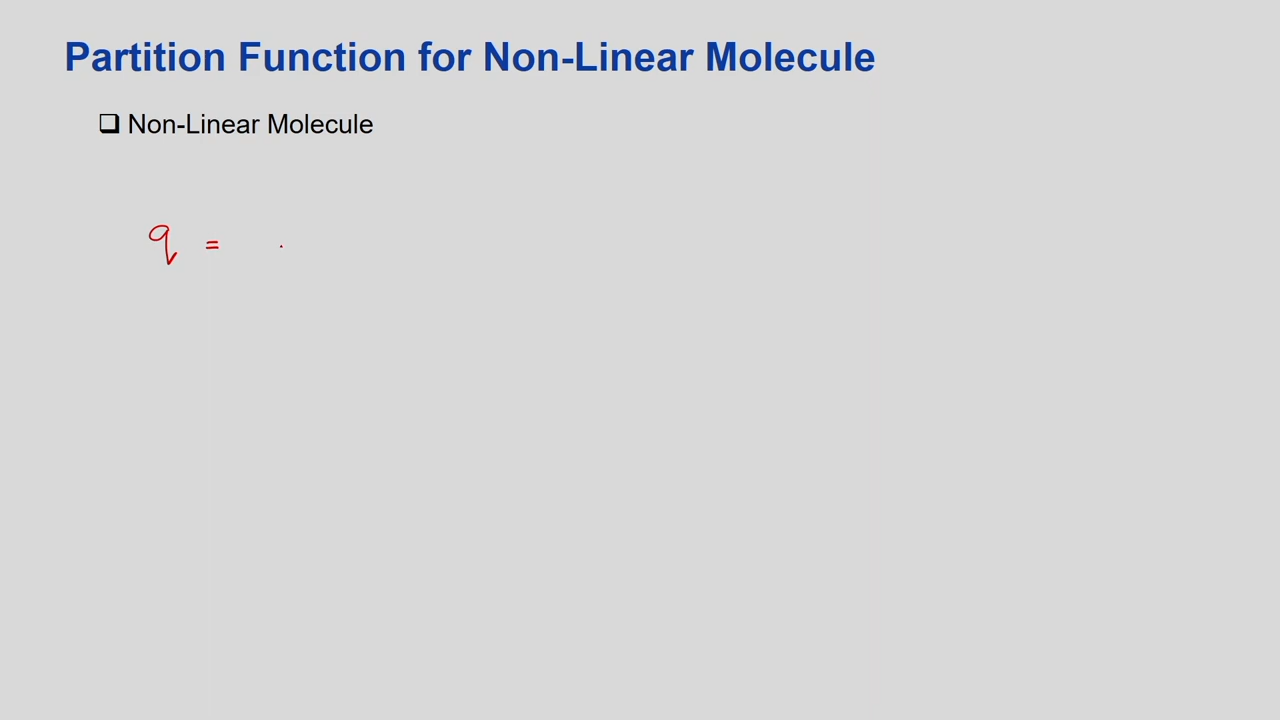 Partition Function for Non-Linear Molecule
❑ Non-Linear Molecule
q =